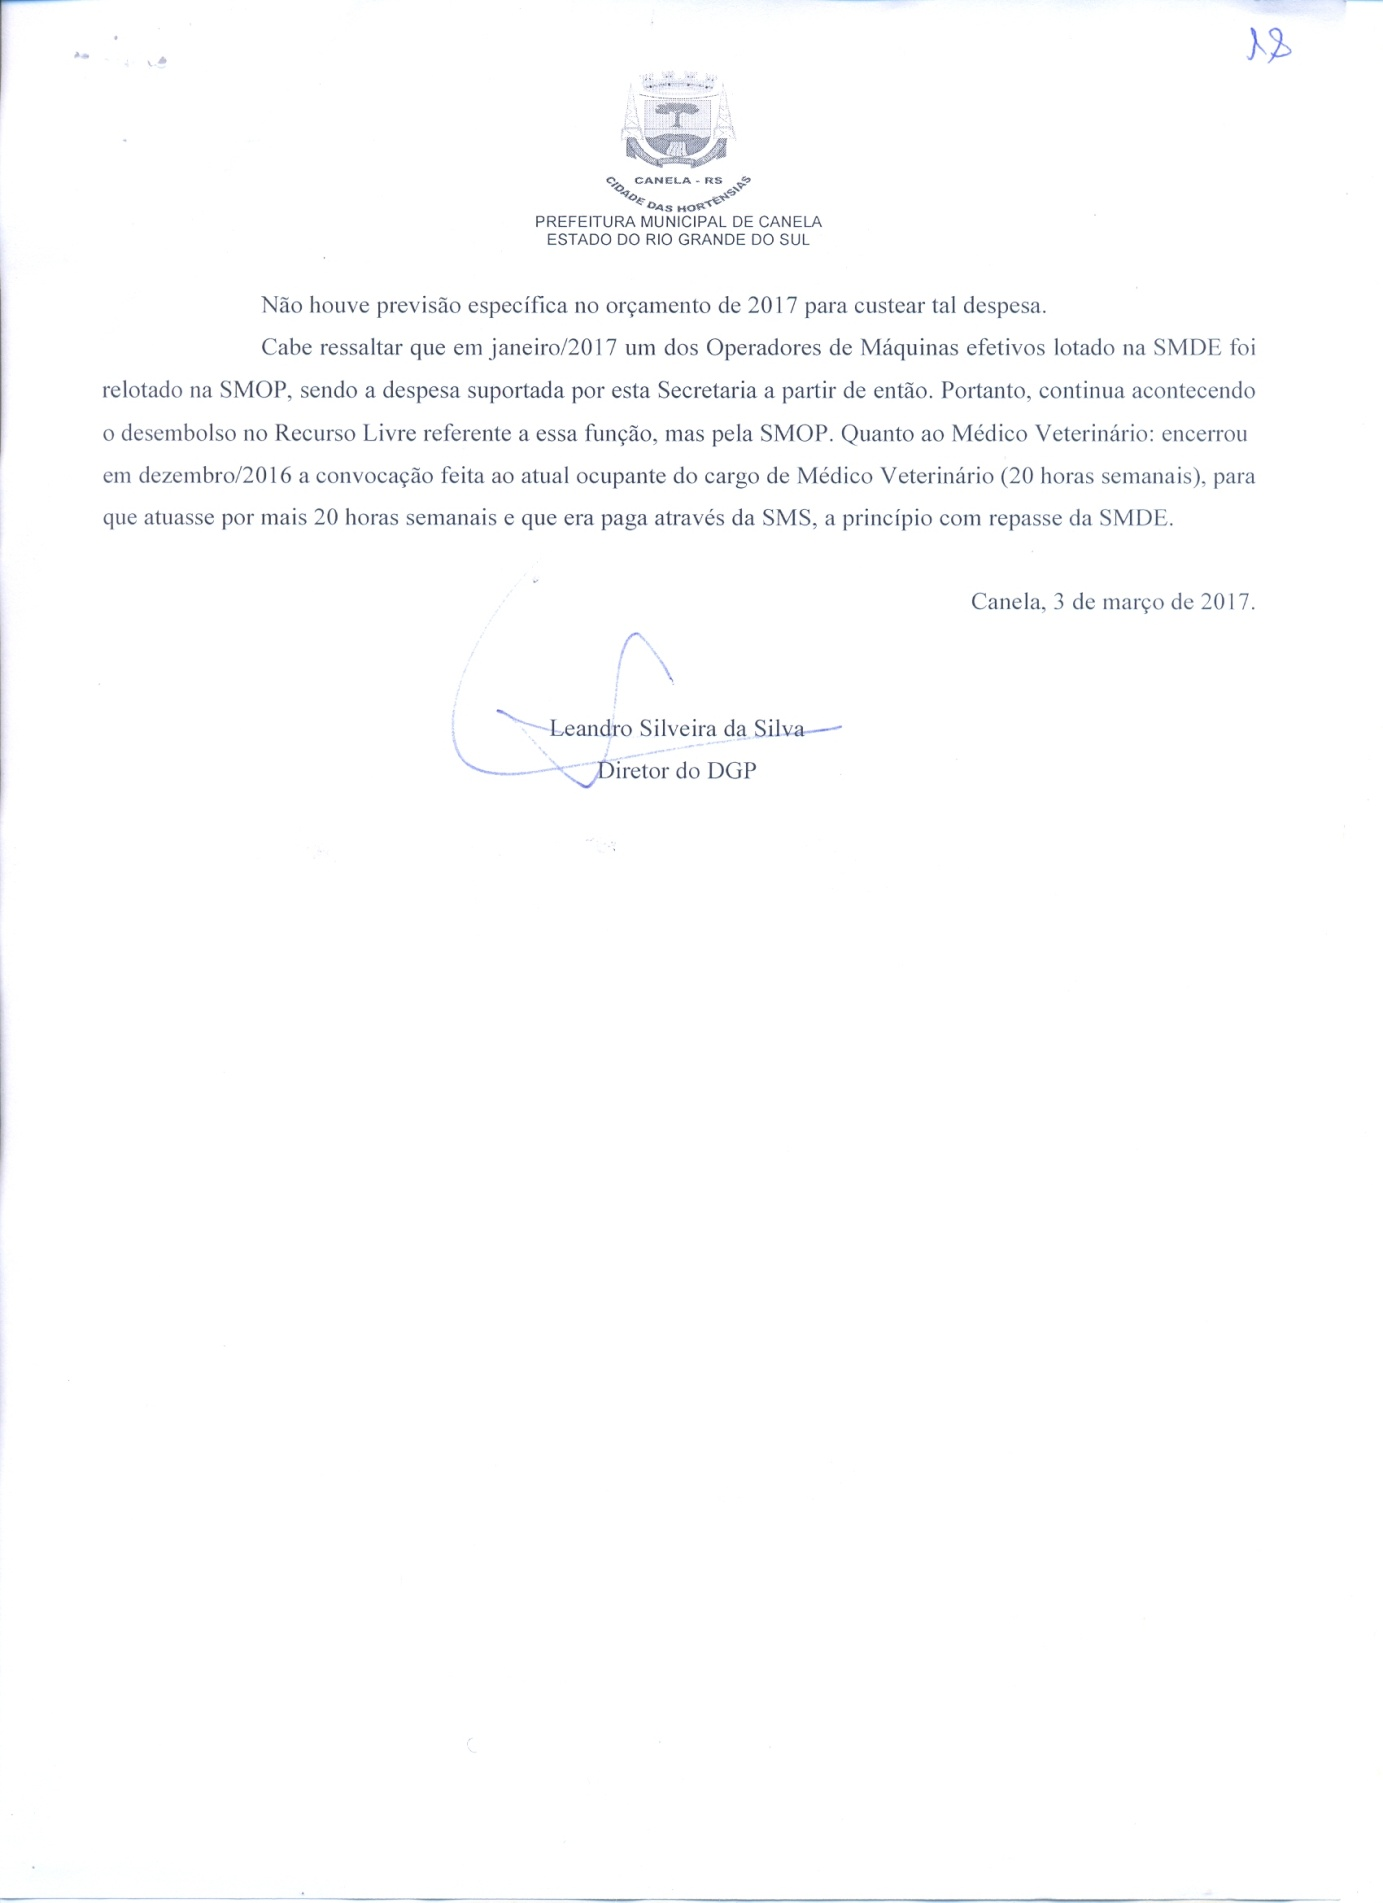 18
CANELA - RS
CIDADE DAS HORTÊNSIAS
PREFEITURA MUNICIPAL DE CANELA
ESTADO DO RIO GRANDE DO SUL
Não houve previsão específica no orçamento de 2017 para custear tal despesa.
Cabe ressaltar que em janeiro/2017 um dos Operadores de Máquinas efetivos lotado na SMDE foi
relotado na SMOP, sendo a despesa suportada por esta Secretaria a partir de então. Portanto, continua acontecendo
o desembolso no Recurso Livre referente a essa função, mas pela SMOP. Quanto ao Médico Veterinário: encerrou
em dezembro/2016 a convocação feita ao atual ocupante do cargo de Médico Veterinário (20 horas semanais), para
que atuasse por mais 20 horas semanais e que era paga através da SMS, a princípio com repasse da SMDE.
Canela, 3 de março de 2017.
Leandro Silveira da Silva
Diretor do DGP